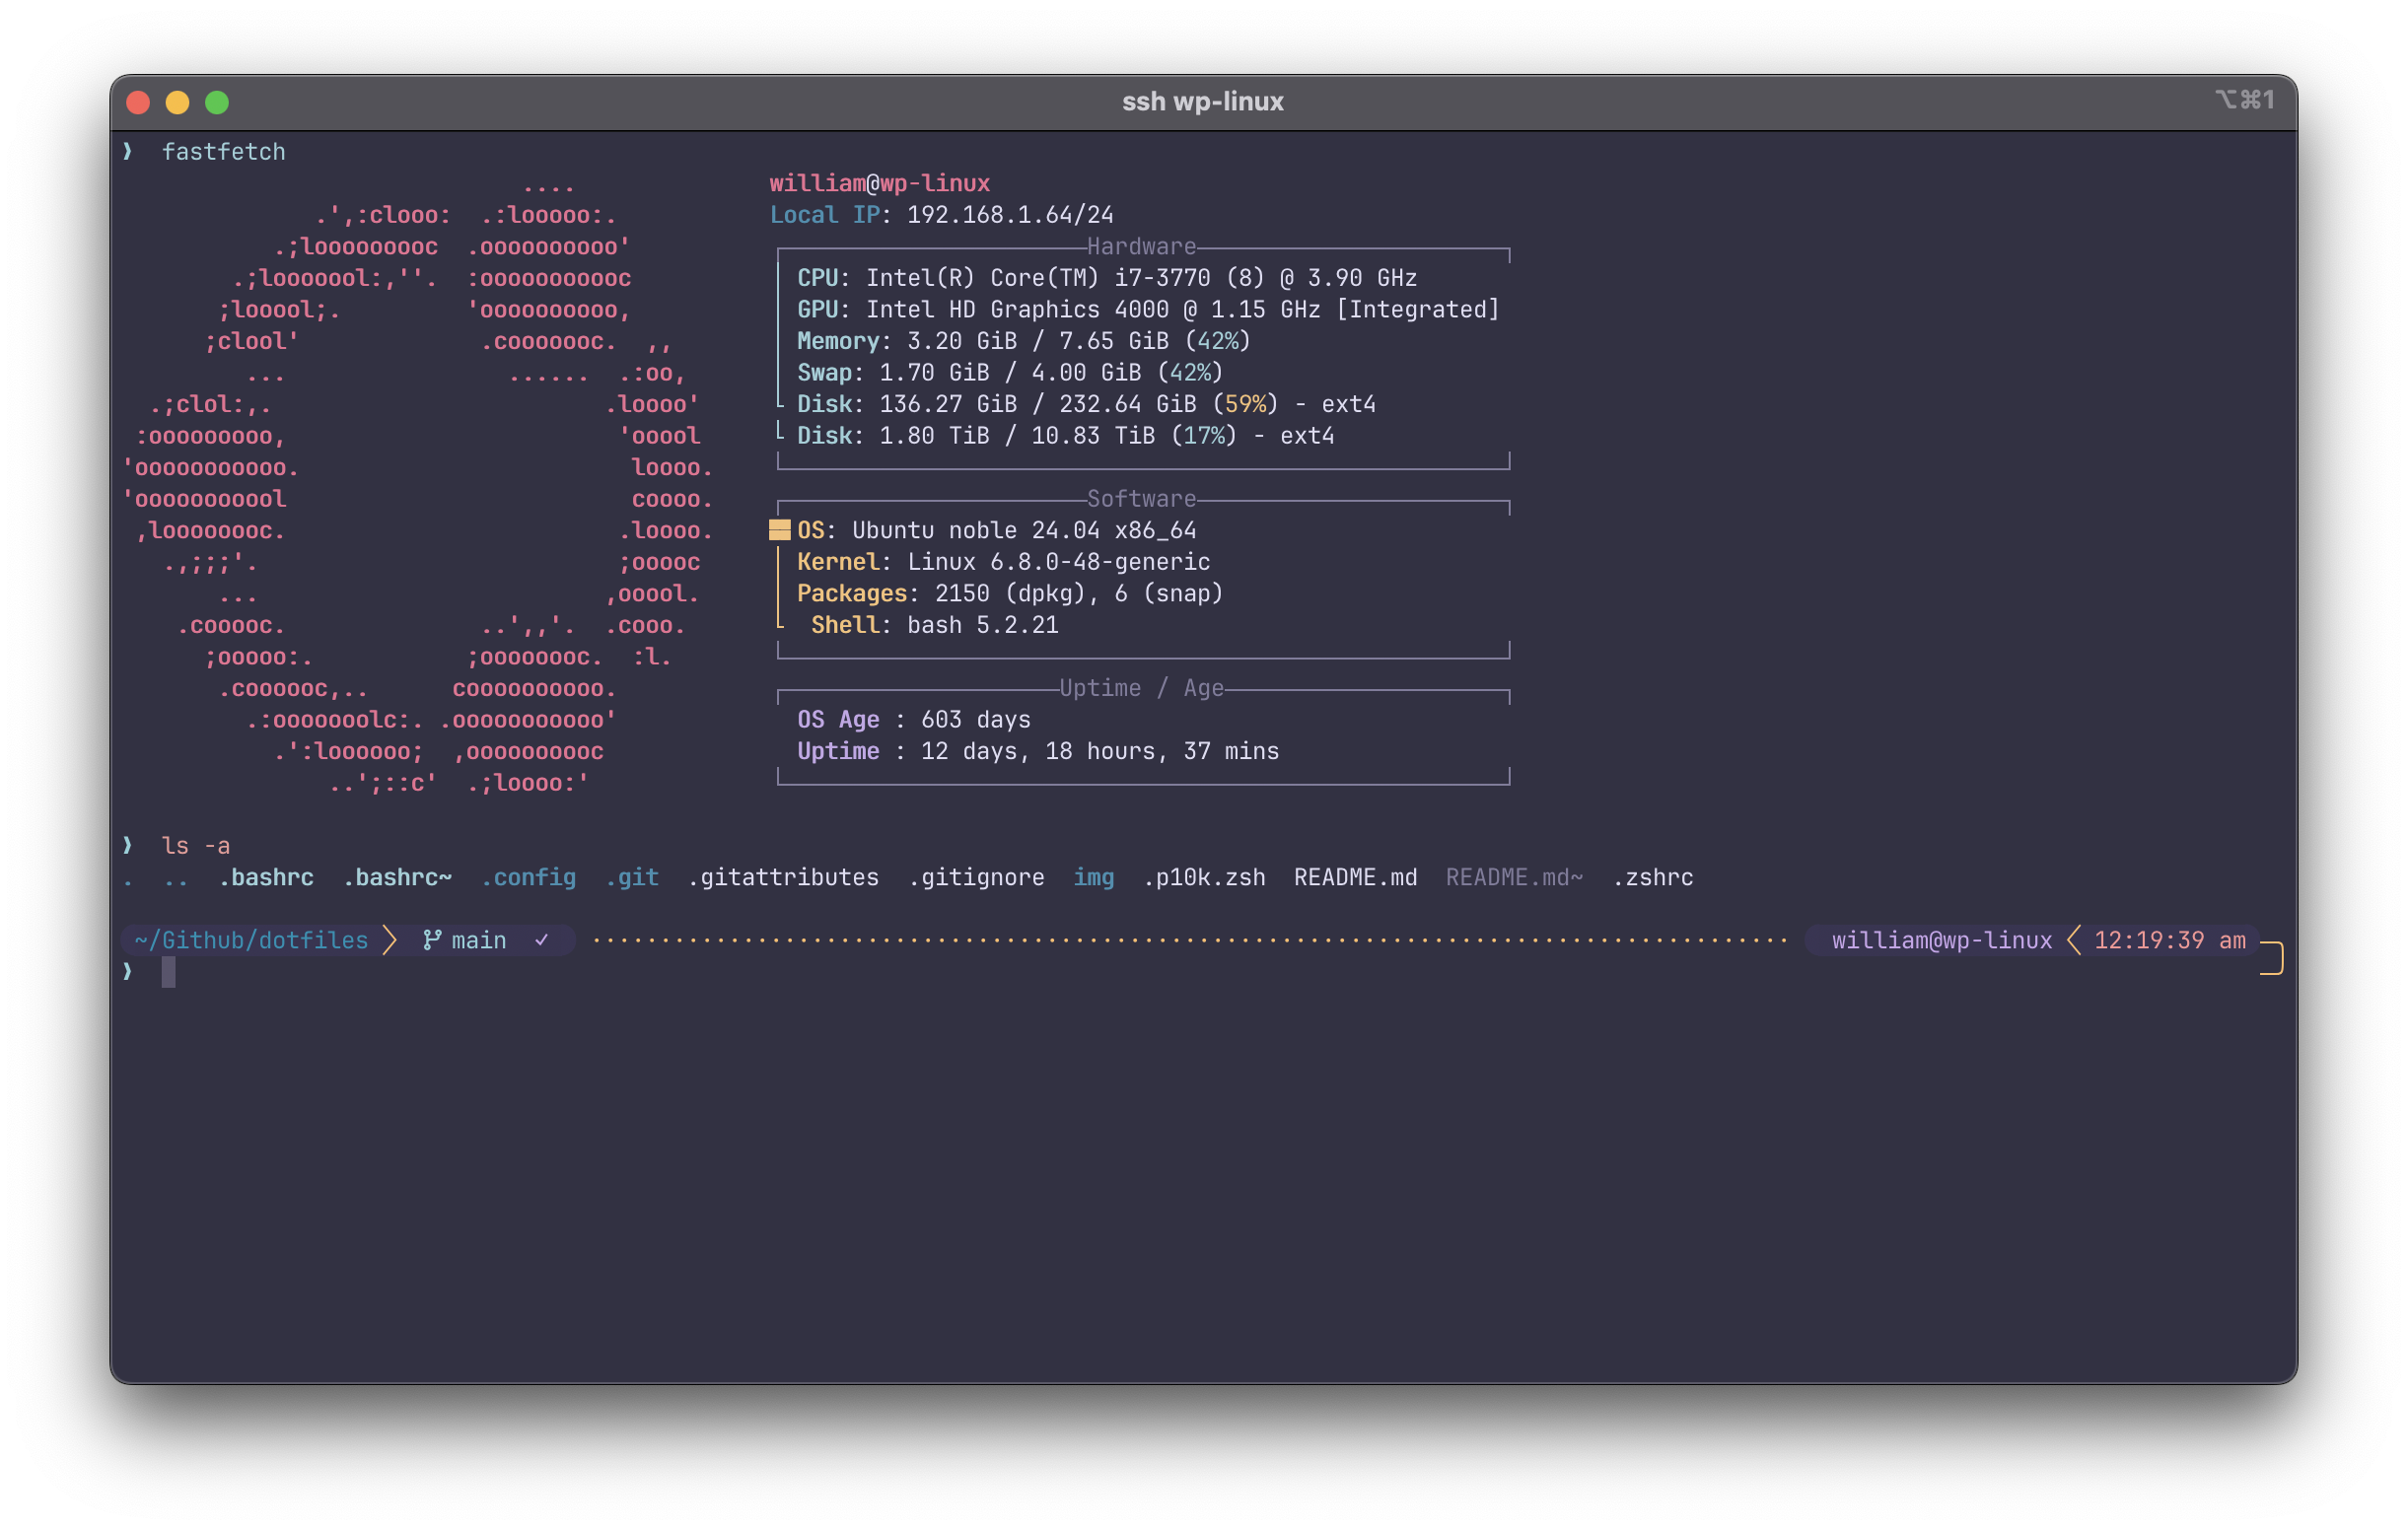 ssh wp-linux ⌥⌘1
❱ fastfetch
.... william@wp-linux
.',:clooo: .:looooo:. Local IP: 192.168.1.64/24
.;looooooooc .oooooooooo' Hardware
.;looooool:,''. :ooooooooooc CPU: Intel(R) Core(TM) i7-3770 (8) @ 3.90 GHz
;looool;. 'oooooooooo, GPU: Intel HD Graphics 4000 @ 1.15 GHz [Integrated]
;clool' .cooooooc. ,, Memory: 3.20 GiB / 7.65 GiB (42%)
... ...... .:oo, Swap: 1.70 GiB / 4.00 GiB (42%)
.;clol:,. .loooo' Disk: 136.27 GiB / 232.64 GiB (59%) - ext4
:ooooooooo, 'ooool Disk: 1.80 TiB / 10.83 TiB (17%) - ext4
'ooooooooooo. loooo.
'ooooooooool coooo. Software
,loooooooc. .loooo. OS: Ubuntu noble 24.04 x86_64
.,;;;'. ;ooooc Kernel: Linux 6.8.0-48-generic
... ,ooool. Packages: 2150 (dpkg), 6 (snap)
.cooooc. ..',,'. .cooo. Shell: bash 5.2.21
;ooooo:. ;oooooooc. :l.
.coooooc,.. coooooooooo. Uptime / Age
.:ooooooolc:. .ooooooooooo' OS Age : 603 days
.':loooooo; ,oooooooooc Uptime : 12 days, 18 hours, 37 mins
..';::c' .;loooo:'
❱ ls -a
. .. .bashrc .bashrc~ .config .git .gitattributes .gitignore img .p10k.zsh README.md README.md~ .zshrc
~/Github/dotfiles main ✓ william@wp-linux 12:19:39 am
❱